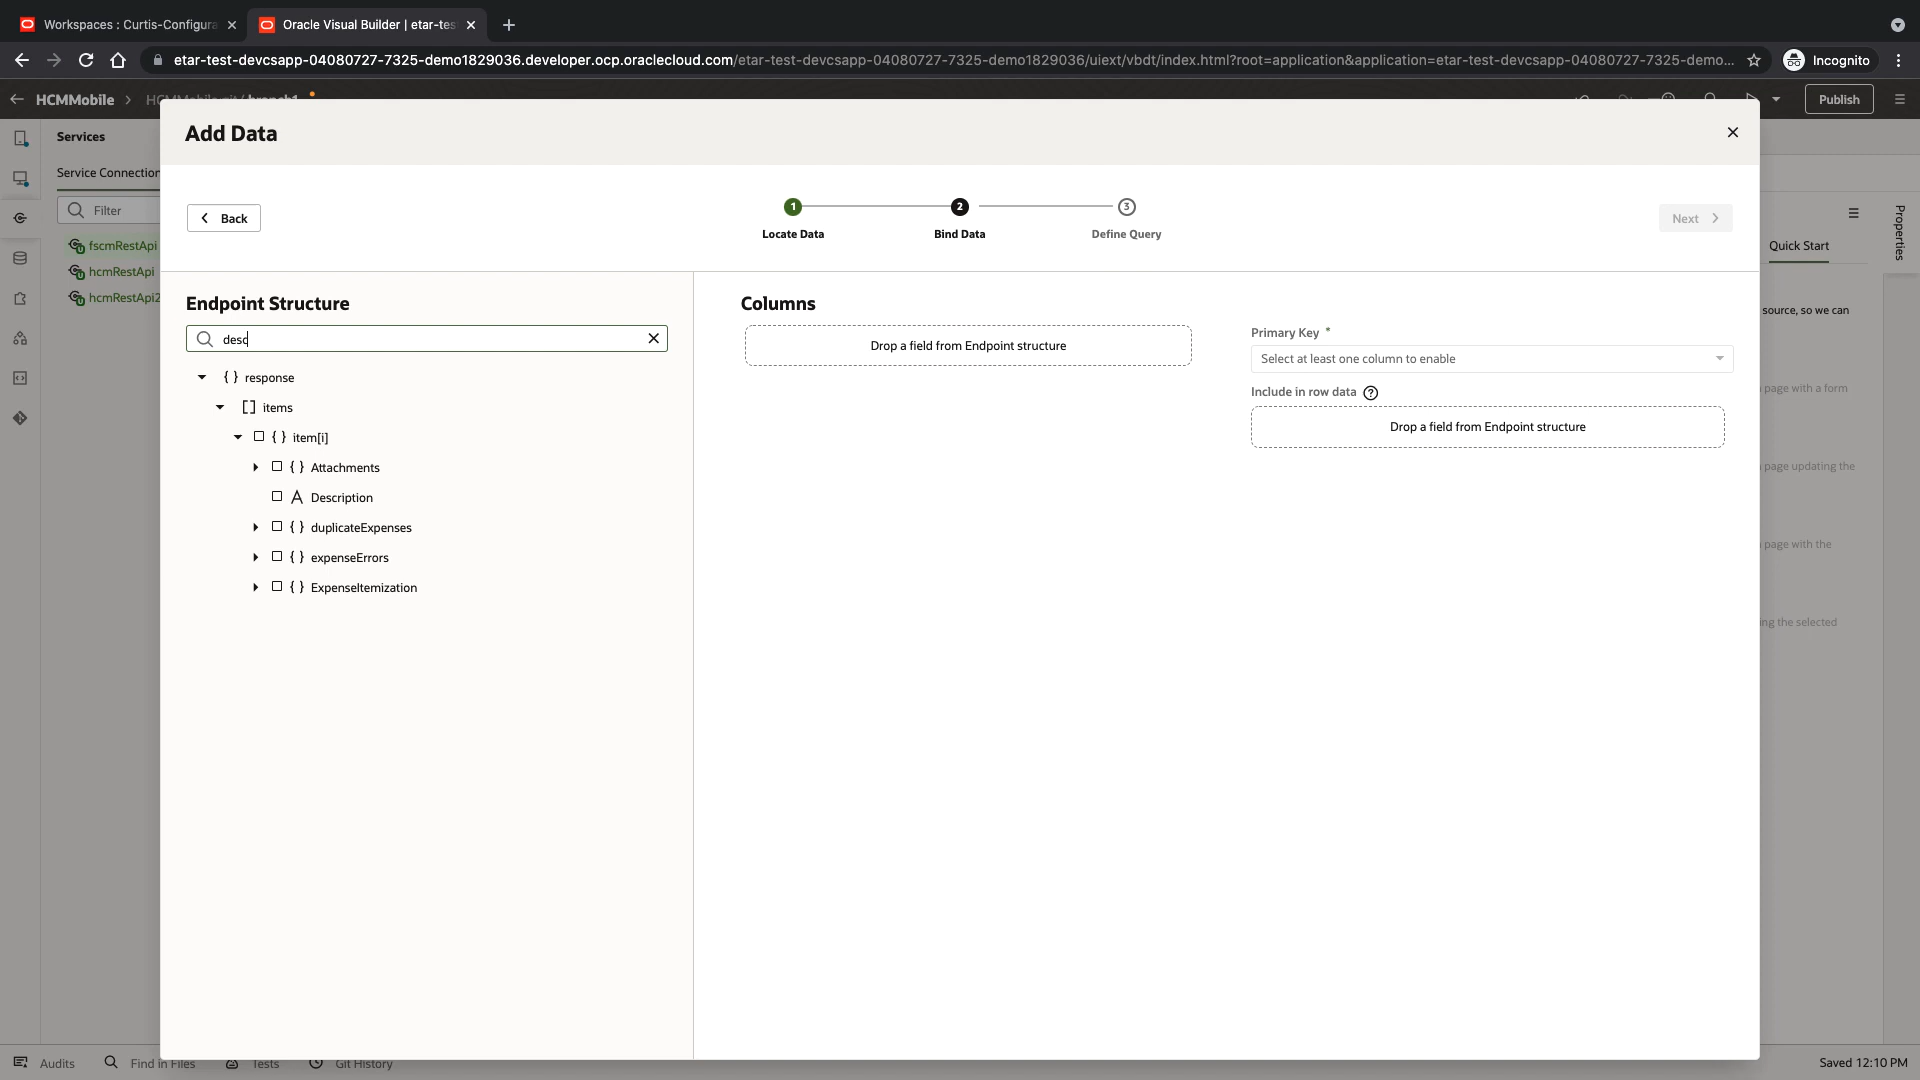 Workspaces : Curtis-Configura
Oracle Visual Builder | etar-tes
etar-test-devcsapp-04080727-7325-demo1829036.developer.ocp.oraclecloud.com/etar-test-devcsapp-04080727-7325-demo1829036/uiext/vbdt/index.html?root=application&application=etar-test-devcsapp-04080727-7325-demo...
Incognito
HCMMobile
Publish
Services
Service Connection
Filter
fscmRestApi
hcmRestApi
hcmRestApi2
Add Data
Back
1
2
3
Locate Data
Bind Data
Define Query
Next
Endpoint Structure
desc
{ } response
[ ] items
{ } item[i]
{ } Attachments
A Description
{ } duplicateExpenses
{ } expenseErrors
{ } ExpenseItemization
Columns
Drop a field from Endpoint structure
Primary Key *
Select at least one column to enable
Include in row data ?
Drop a field from Endpoint structure
Quick Start
Properties
source, so we can
page with a form
page updating the
page with the
ing the selected
Audits
Find in Files
Tests
Git History
Saved 12:10 PM